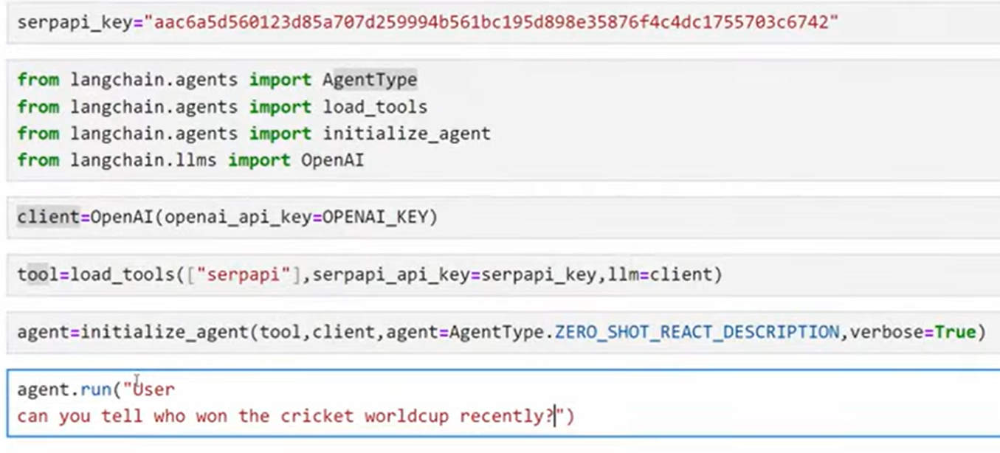 serpapi_key="aac6a5d560123d85a707d259994b561bc195d898e35876f4c4dc1755703c6742"
from langchain.agents import AgentType
from langchain.agents import load_tools
from langchain.agents import initialize_agent
from langchain.llms import OpenAI
client=OpenAI(openai_api_key=OPENAI_KEY)
tool=load_tools(["serpapi"],serpapi_api_key=serpapi_key,llm=client)
agent=initialize_agent(tool,client,agent=AgentType.ZERO_SHOT_REACT_DESCRIPTION,verbose=True)
agent.run("User
can you tell who won the cricket worldcup recently?")